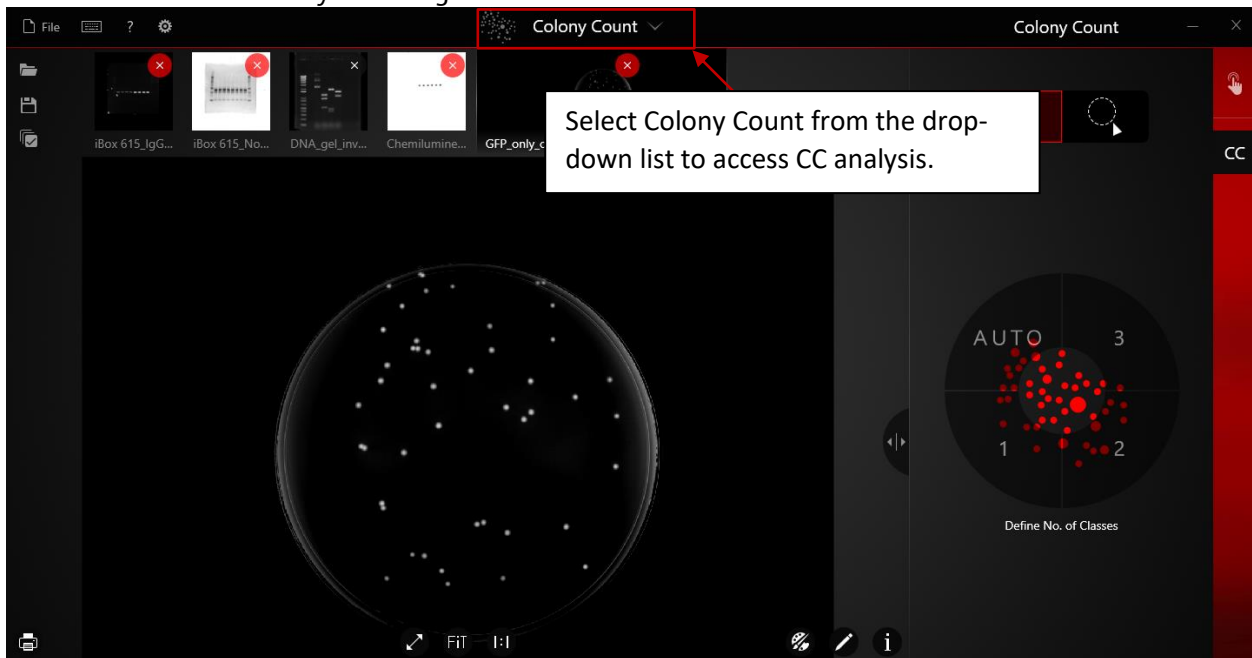 File ? Colony Count Colony Count
iBox 615_IgG... iBox 615_No... DNA_gel_inv... Chemilumine...
Select Colony Count from the drop-
down list to access CC analysis.
CC
AUTO 3
1 2
Define No. of Classes
FiT 1:1 i